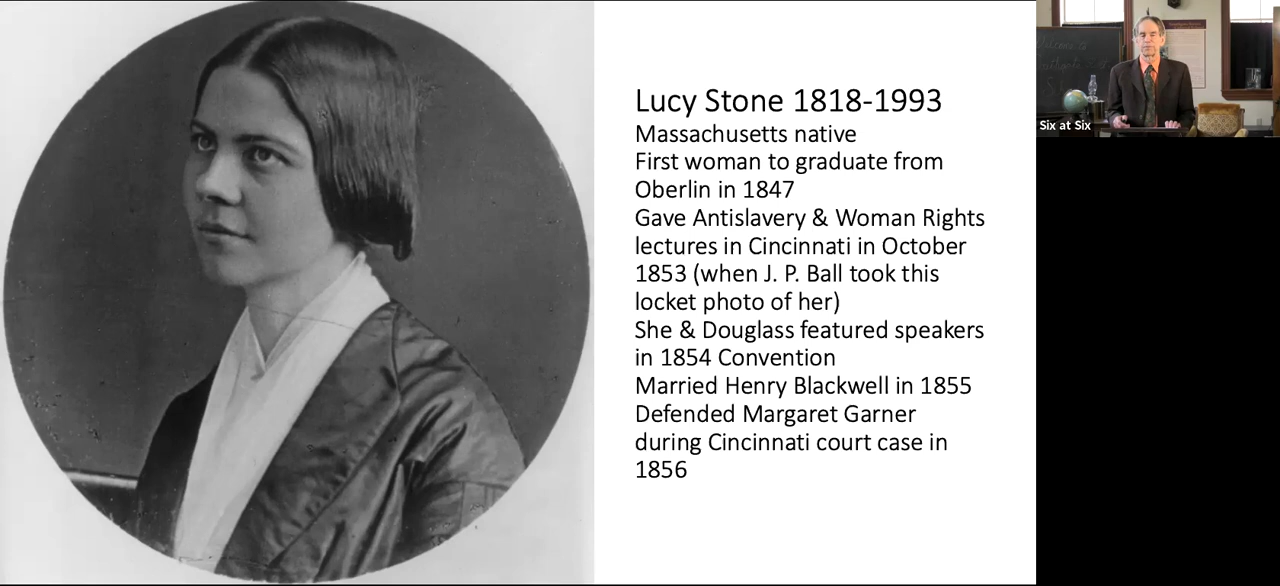 Lucy Stone 1818-1993
Massachusetts native
First woman to graduate from
Oberlin in 1847
Gave Antislavery & Woman Rights
lectures in Cincinnati in October
1853 (when J. P. Ball took this
locket photo of her)
She & Douglass featured speakers
in 1854 Convention
Married Henry Blackwell in 1855
Defended Margaret Garner
during Cincinnati court case in
1856
Welcome to
Six at Six